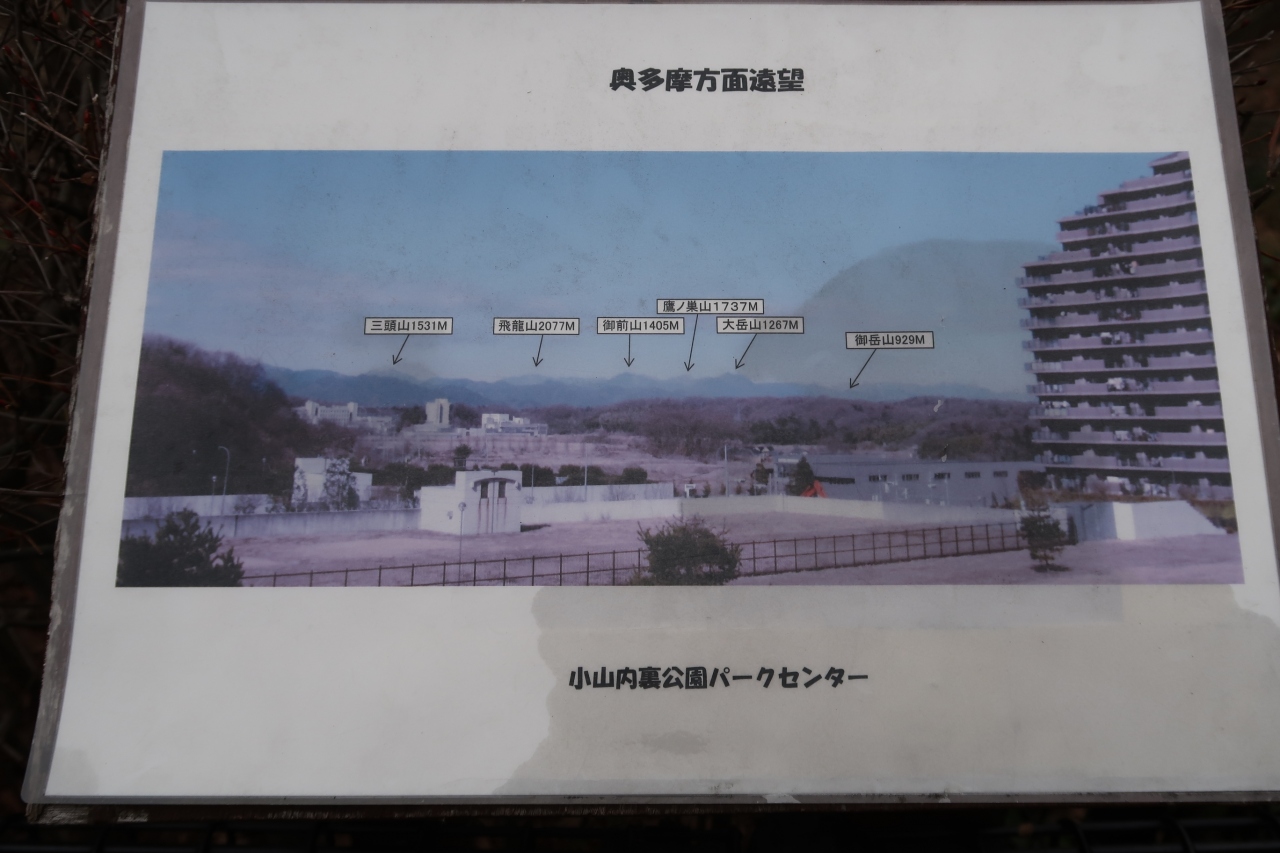 奥多摩方面遠望
鷹ノ巣山1737M
三頭山1531M
飛龍山2077M
御前山1405M
大岳山1267M
御岳山929M
小山内裏公園パークセンター